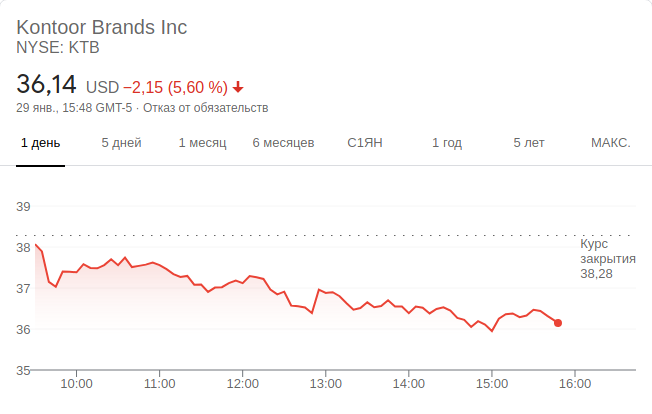 Kontoor Brands Inc
NYSE: KTB
36,14 USD −2,15 (5,60 %)
29 янв., 15:48 GMT-5 · Отказ от обязательств
1 день 5 дней 1 месяц 6 месяцев С1ЯН 1 год 5 лет МАКС.
39
38
Курс
закрытия
38,28
37
36
35
10:00 11:00 12:00 13:00 14:00 15:00 16:00